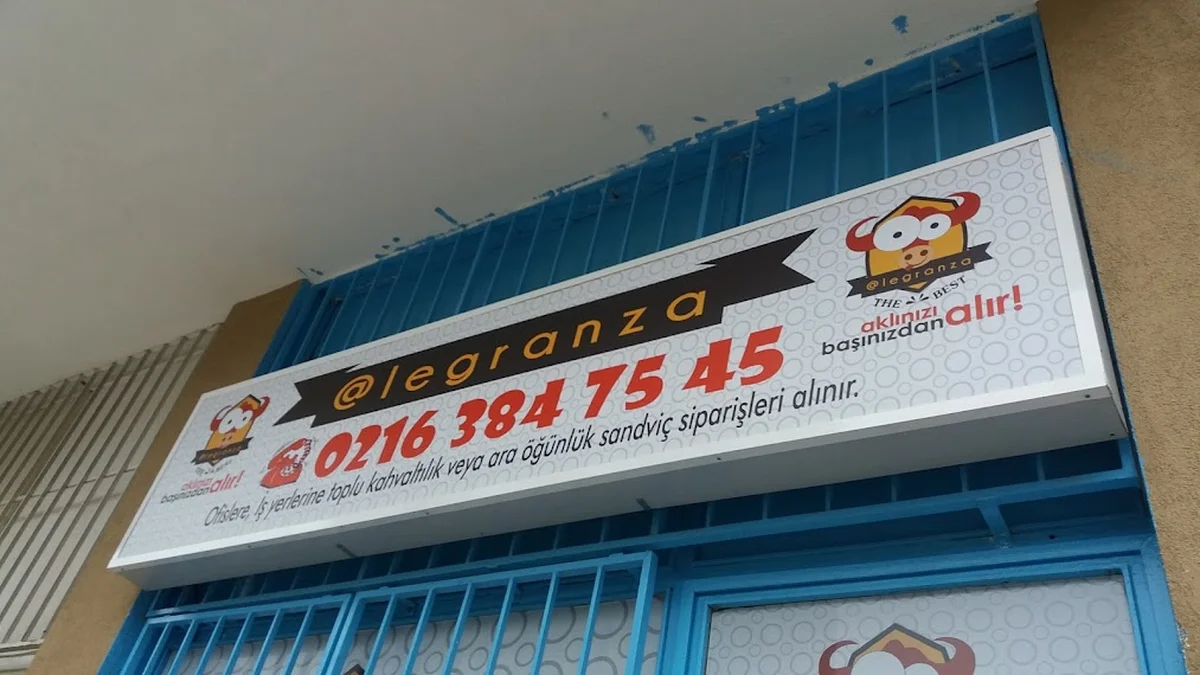 @legranza
0216 384 75 45
Ofislere, İş yerlerine toplu kahvaltılık veya ara öğünlük sandviç siparişleri alınır.
@legranza
THE BEST
aklınızı
başınızdan alır!
@legranza
aklınızı
başınızdan alır!